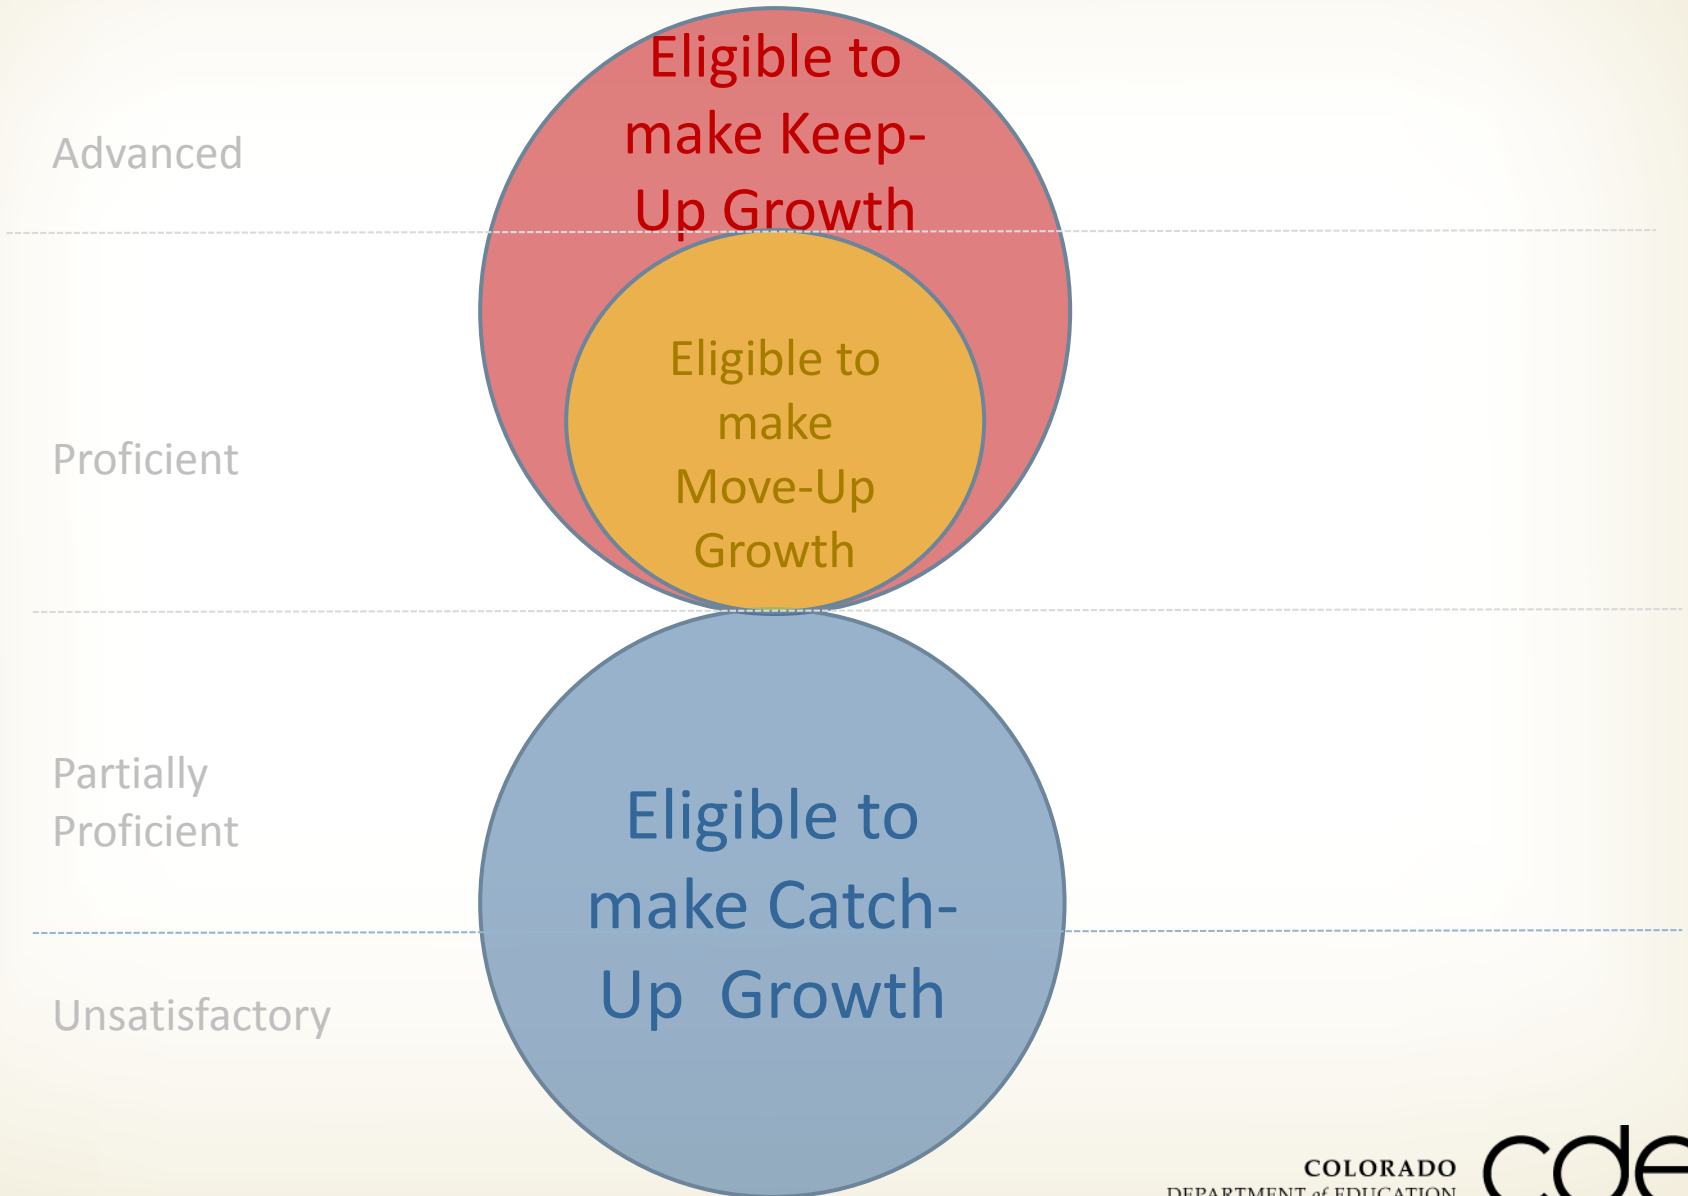 Eligible to
make Keep-
Up Growth
Advanced
Eligible to
make
Move-Up
Growth
Proficient
Partially
Proficient
Eligible to
make Catch-
Up  Growth
Unsatisfactory
COLORADO
DEPARTMENT of EDUCATION
cde